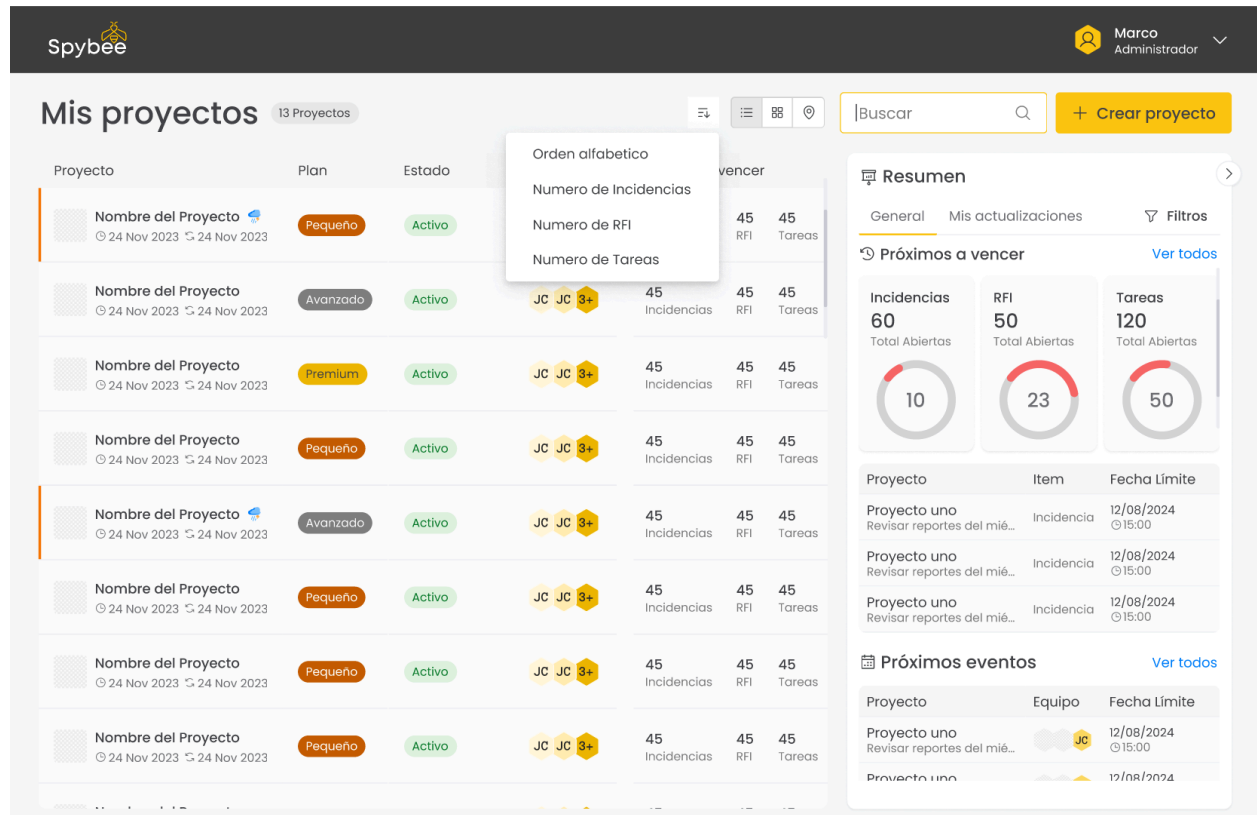 Spybee
Marco
Administrador
Mis proyectos 13 Proyectos
Buscar
+ Crear proyecto
Orden alfabetico
Numero de Incidencias
Numero de RFI
Numero de Tareas
Proyecto Plan Estado vencer
Nombre del Proyecto
24 Nov 2023 24 Nov 2023
Pequeño Activo
45 45
RFI Tareas
Nombre del Proyecto
24 Nov 2023 24 Nov 2023
Avanzado Activo JC JC 3+
45 45 45
Incidencias RFI Tareas
Nombre del Proyecto
24 Nov 2023 24 Nov 2023
Premium Activo JC JC 3+
45 45 45
Incidencias RFI Tareas
Nombre del Proyecto
24 Nov 2023 24 Nov 2023
Pequeño Activo JC JC 3+
45 45 45
Incidencias RFI Tareas
Nombre del Proyecto
24 Nov 2023 24 Nov 2023
Avanzado Activo JC JC 3+
45 45 45
Incidencias RFI Tareas
Nombre del Proyecto
24 Nov 2023 24 Nov 2023
Pequeño Activo JC JC 3+
45 45 45
Incidencias RFI Tareas
Nombre del Proyecto
24 Nov 2023 24 Nov 2023
Pequeño Activo JC JC 3+
45 45 45
Incidencias RFI Tareas
Nombre del Proyecto
24 Nov 2023 24 Nov 2023
Pequeño Activo JC JC 3+
45 45 45
Incidencias RFI Tareas
Resumen
General Mis actualizaciones Filtros
Próximos a vencer Ver todos
Incidencias
60
Total Abiertas
10
RFI
50
Total Abiertas
23
Tareas
120
Total Abiertas
50
Proyecto Item Fecha Límite
Proyecto uno
Revisar reportes del mié...
Incidencia
12/08/2024
15:00
Proyecto uno
Revisar reportes del mié...
Incidencia
12/08/2024
15:00
Proyecto uno
Revisar reportes del mié...
Incidencia
12/08/2024
15:00
Próximos eventos Ver todos
Proyecto Equipo Fecha Límite
Proyecto uno
Revisar reportes del mié...
JC
12/08/2024
15:00
Proyecto uno 12/08/2024